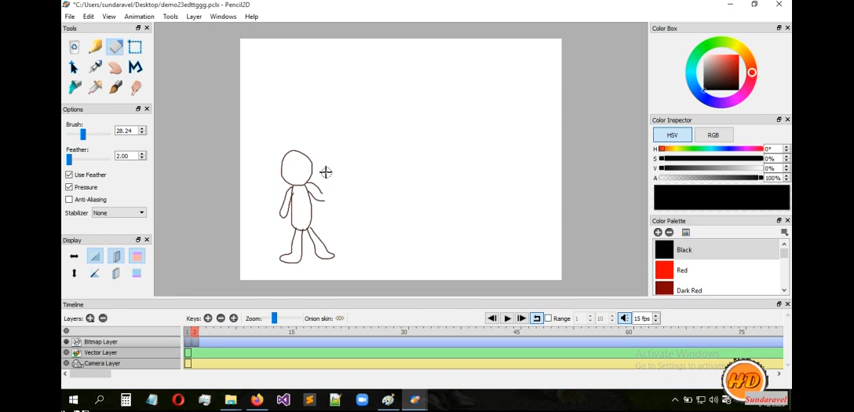 *C:/Users/sundaravel/Desktop/demo23edttggg.pclx - Pencil2D
File Edit View Animation Tools Layer Windows Help
Tools
Options
Brush:
28.24
Feather:
2.00
Use Feather
Pressure
Anti-Aliasing
Stabilizer None
Display
Color Box
Color Inspector
HSV RGB
H 0°
S 0%
V 0%
A 100%
Color Palette
Black
Red
Dark Red
Timeline
Layers: Keys: Zoom: Onion skin: Range 1 10 15 fps
15 30 45 60 75
Bitmap Layer
Vector Layer
Camera Layer
Activate Windows
Go to Settings to activate
HD
Sundaravel